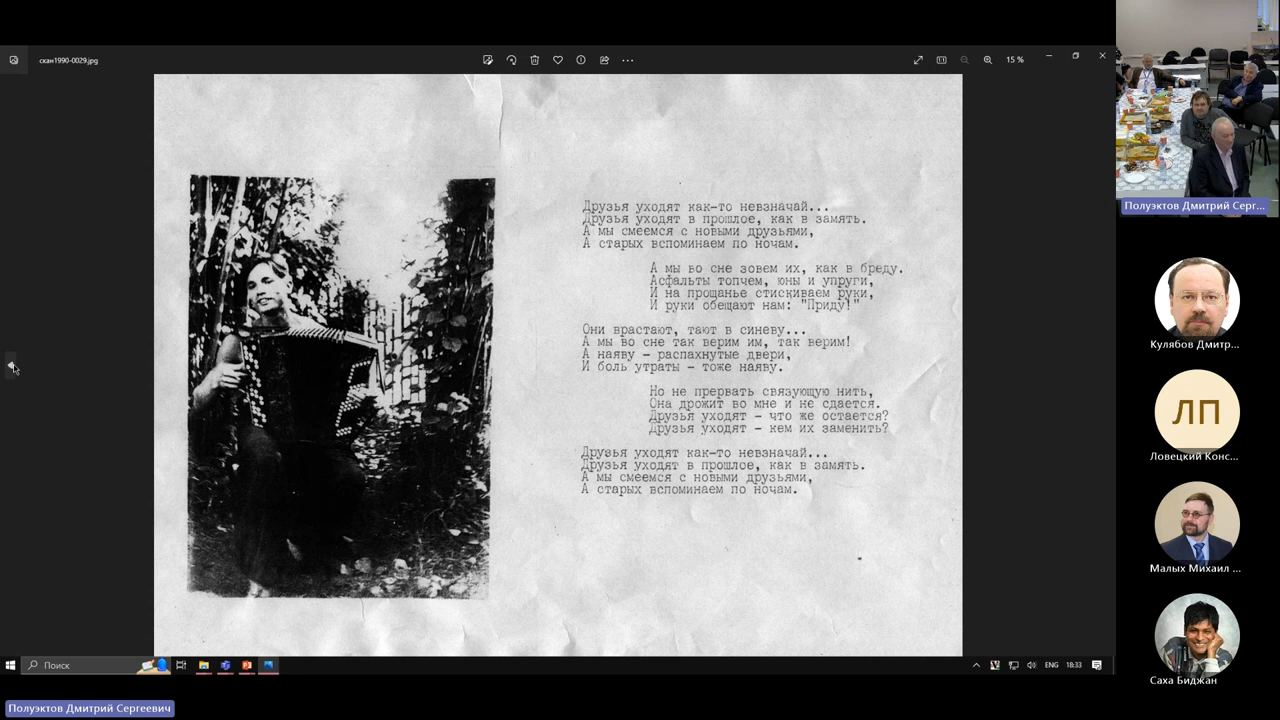 скан1990-0029.jpg
15 %
Друзья уходят как-то невзначай...
Друзья уходят в прошлое, как в замять.
А мы смеемся с новыми друзьями,
А старых вспоминаем по ночам.
А мы во сне зовем их, как в бреду.
Асфальты топчем, юны и упруги,
И на прощанье стискиваем руки,
И руки обещают нам: "Приду!"
Они врастают, тают в синеву...
А мы во сне так верим им, так верим!
А наяву - распахнутые двери,
И боль утраты - тоже наяву.
Но не прервать связующую нить,
Она дрожит во мне и не сдается.
Друзья уходят - что же остается?
Друзья уходят - кем их заменить?
Друзья уходят как-то невзначай...
Друзья уходят в прошлое, как в замять.
А мы смеемся с новыми друзьями,
А старых вспоминаем по ночам.
Полуэктов Дмитрий Серг...
Кулябов Дмитр...
ЛП
Ловецкий Конс...
Малых Михаил ...
Саха Биджан
Поиск
ENG
18:33
Полуэктов Дмитрий Сергеевич